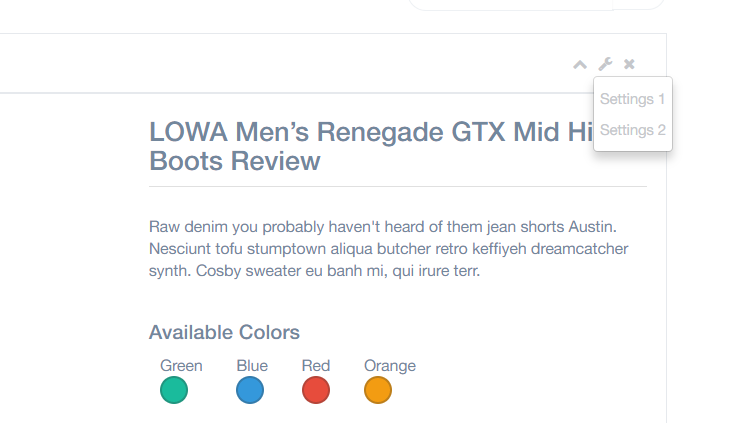 Settings 1
Settings 2
LOWA Men’s Renegade GTX Mid Hi
Boots Review
Raw denim you probably haven't heard of them jean shorts Austin.
Nesciunt tofu stumptown aliqua butcher retro keffiyeh dreamcatcher
synth. Cosby sweater eu banh mi, qui irure terr.
Available Colors
Green Blue Red Orange